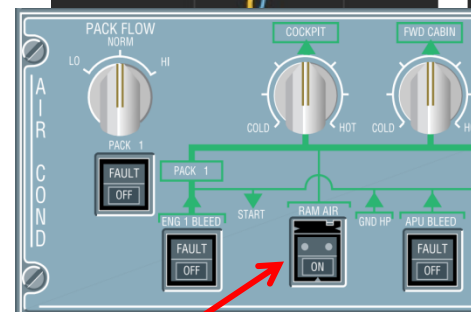 PACK FLOW
NORM
LO
HI
COCKPIT
FWD CABIN
COLD
HOT
COLD
AIR COND
PACK 1
FAULT
OFF
PACK 1
ENG 1 BLEED
START
RAM AIR
GND HP
APU BLEED
FAULT
OFF
ON
FAULT
OFF